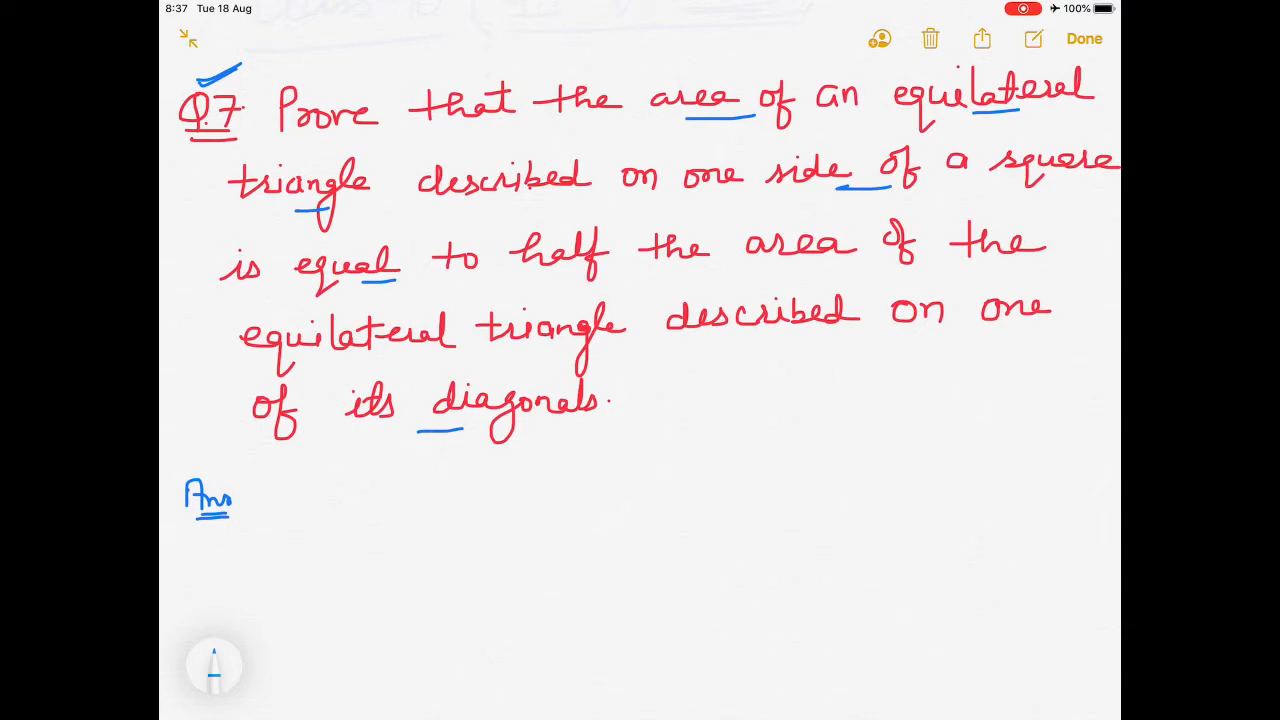 8:37 Tue 18 Aug
100%
Done
Q.7 Prove that the area of an equilateral
triangle described on one side of a square
is equal to half the area of the
equilateral triangle described on one
of its diagonals.
Ans